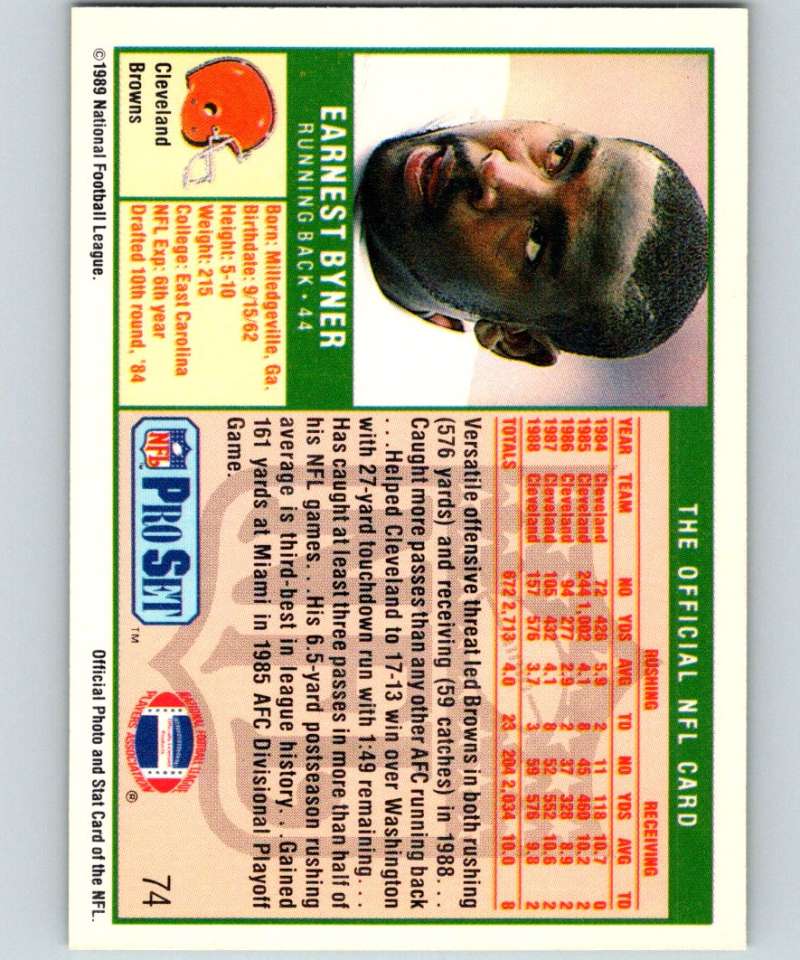 THE OFFICIAL NFL CARD
EARNEST BYNER
RUNNING BACK • 44
Cleveland
Browns
Born: Milledgeville, Ga.
Birthdate: 9/15/62
Height: 5-10
Weight: 215
College: East Carolina
NFL Exp: 6th year
Drafted 10th round, '84
RUSHING RECEIVING
YEAR TEAM NO YDS AVG TD NO YDS AVG TD
1984 Cleveland 72 426 5.9 2 11 118 10.7 0
1985 Cleveland 244 1,002 4.1 8 45 460 10.2 2
1986 Cleveland 94 277 2.9 2 37 328 8.9 2
1987 Cleveland 105 432 4.1 8 52 552 10.6 2
1988 Cleveland 157 576 3.7 3 59 576 9.8 2
TOTALS 672 2,713 4.0 23 204 2,034 10.0 8
Versatile offensive threat led Browns in both rushing
(576 yards) and receiving (59 catches) in 1988. . .
Caught more passes than any other AFC running back
. . .Helped Cleveland to 17-13 win over Washington
with 27-yard touchdown run with 1:49 remaining. . .
Has caught at least three passes in more than half of
his NFL games. . .His 6.5-yard postseason rushing
average is third-best in league history. . .Gained
161 yards at Miami in 1985 AFC Divisional Playoff
Game.
NFL PRO SET ™
NATIONAL FOOTBALL
PLAYERS ASSOCIATION
®
74
©1989 National Football League.
Official Photo and Stat Card of the NFL.